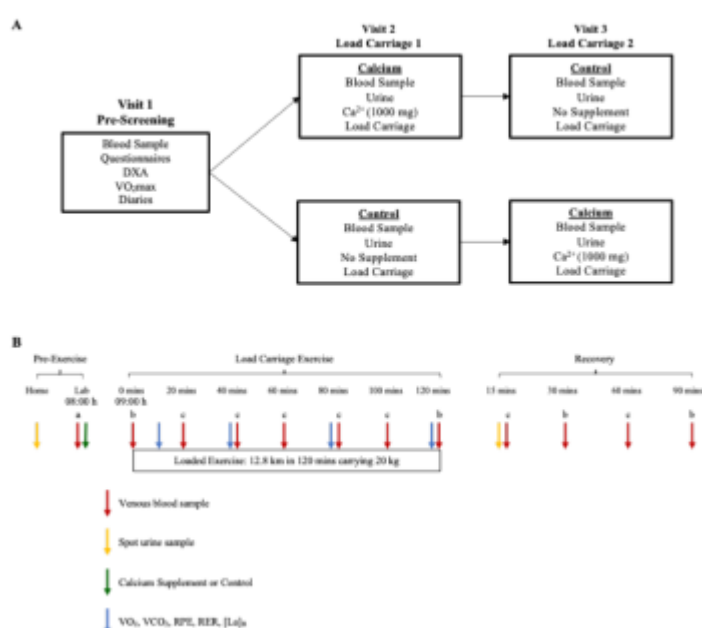 A
Visit 1
Pre-Screening
Blood Sample
Questionnaires
DXA
VO₂max
Diaries
Visit 2
Load Carriage 1
Calcium
Blood Sample
Urine
Ca²⁺ (1000 mg)
Load Carriage
Control
Blood Sample
Urine
No Supplement
Load Carriage
Visit 3
Load Carriage 2
Control
Blood Sample
Urine
No Supplement
Load Carriage
Calcium
Blood Sample
Urine
Ca²⁺ (1000 mg)
Load Carriage
B
Pre-Exercise Load Carriage Exercise Recovery
Home Lab 0 mins 20 mins 40 mins 60 mins 80 mins 100 mins 120 mins 15 mins 30 mins 60 mins 90 mins
08:00 h 09:00 h
a b c c c c c b c b c b
Loaded Exercise: 12.8 km in 120 mins carrying 20 kg
Venous blood sample
Spot urine sample
Calcium Supplement or Control
VO₂, VCO₂, RPE, RER, [La]B